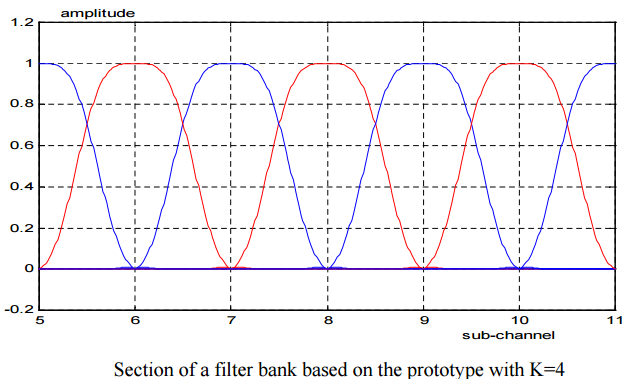 amplitude
1.2
1
0.8
0.6
0.4
0.2
0
-0.2
5 6 7 8 9 10 11
sub-channel
Section of a filter bank based on the prototype with K=4